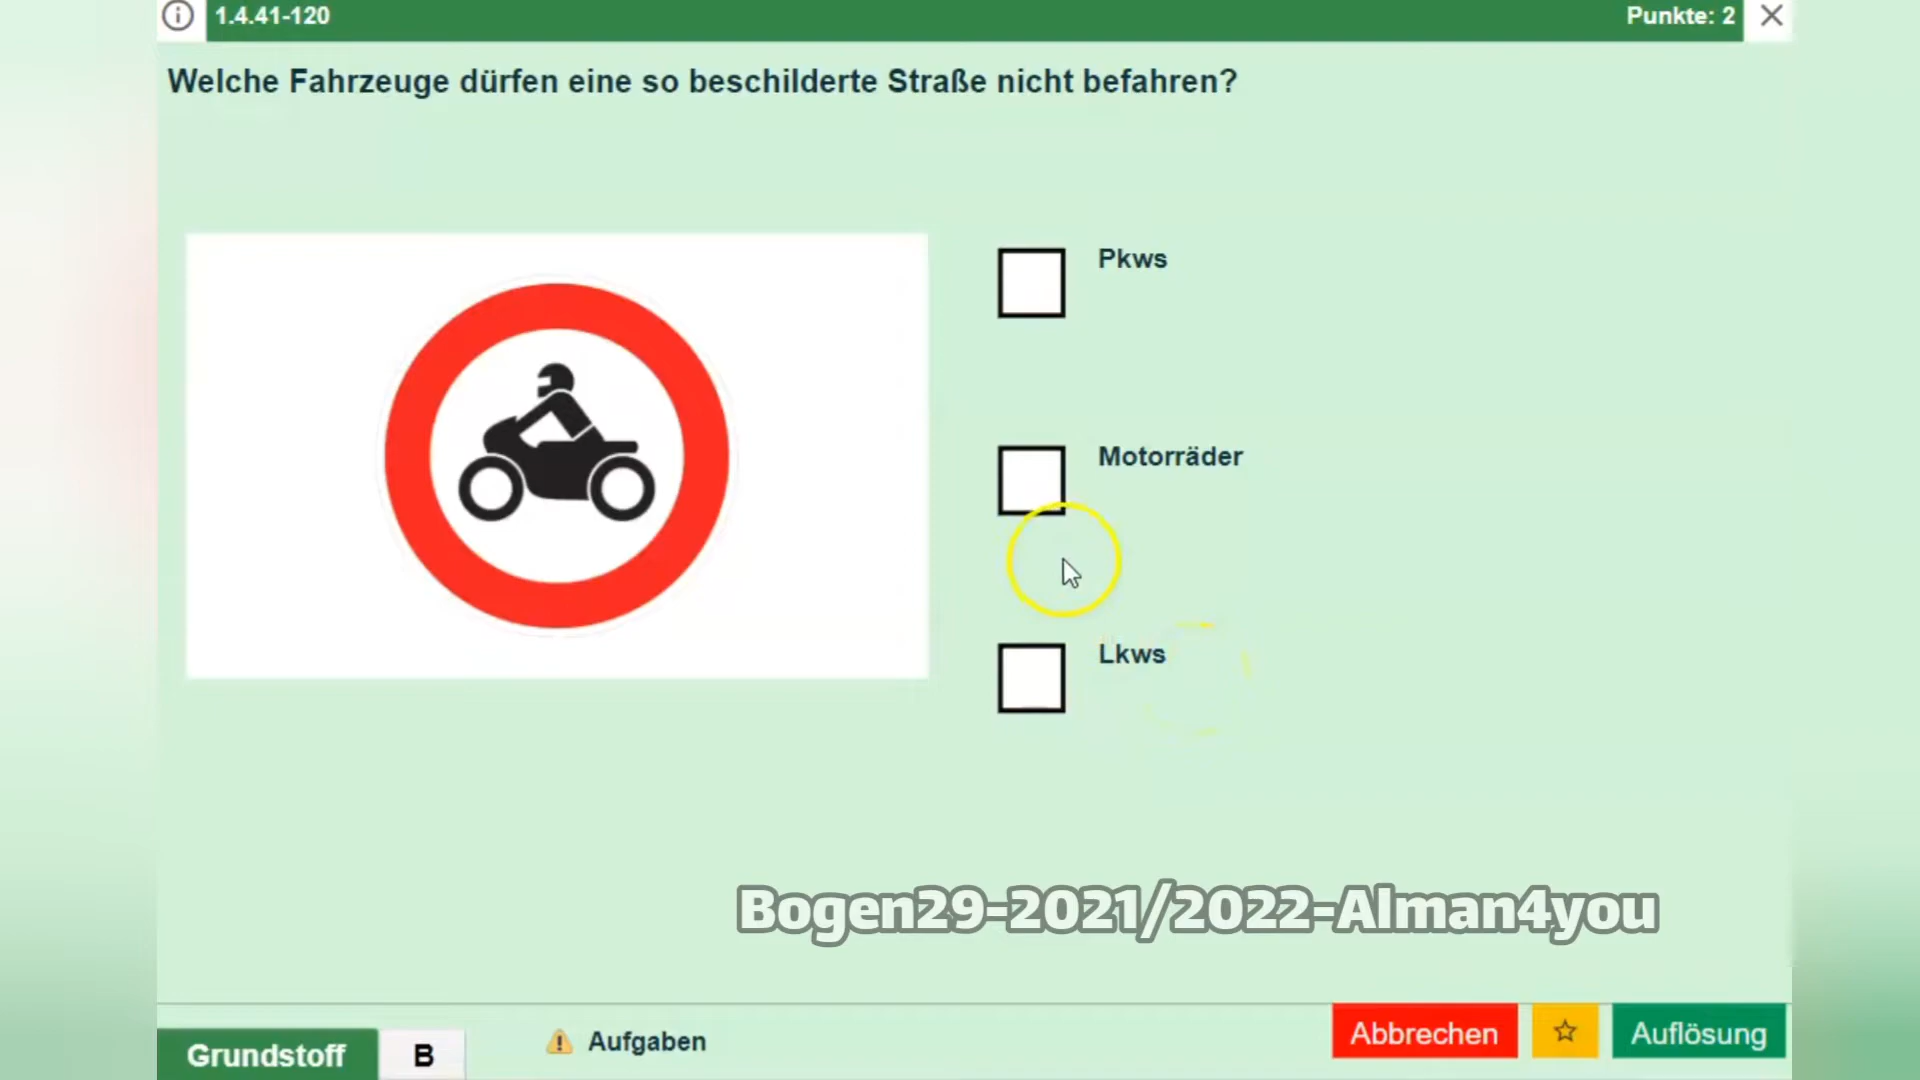 1.4.41-120
Punkte: 2
Welche Fahrzeuge dürfen eine so beschilderte Straße nicht befahren?
Pkws
Motorräder
Lkws
Bogen29-2021/2022-Alman4you
Grundstoff
B
Aufgaben
Abbrechen
Auflösung